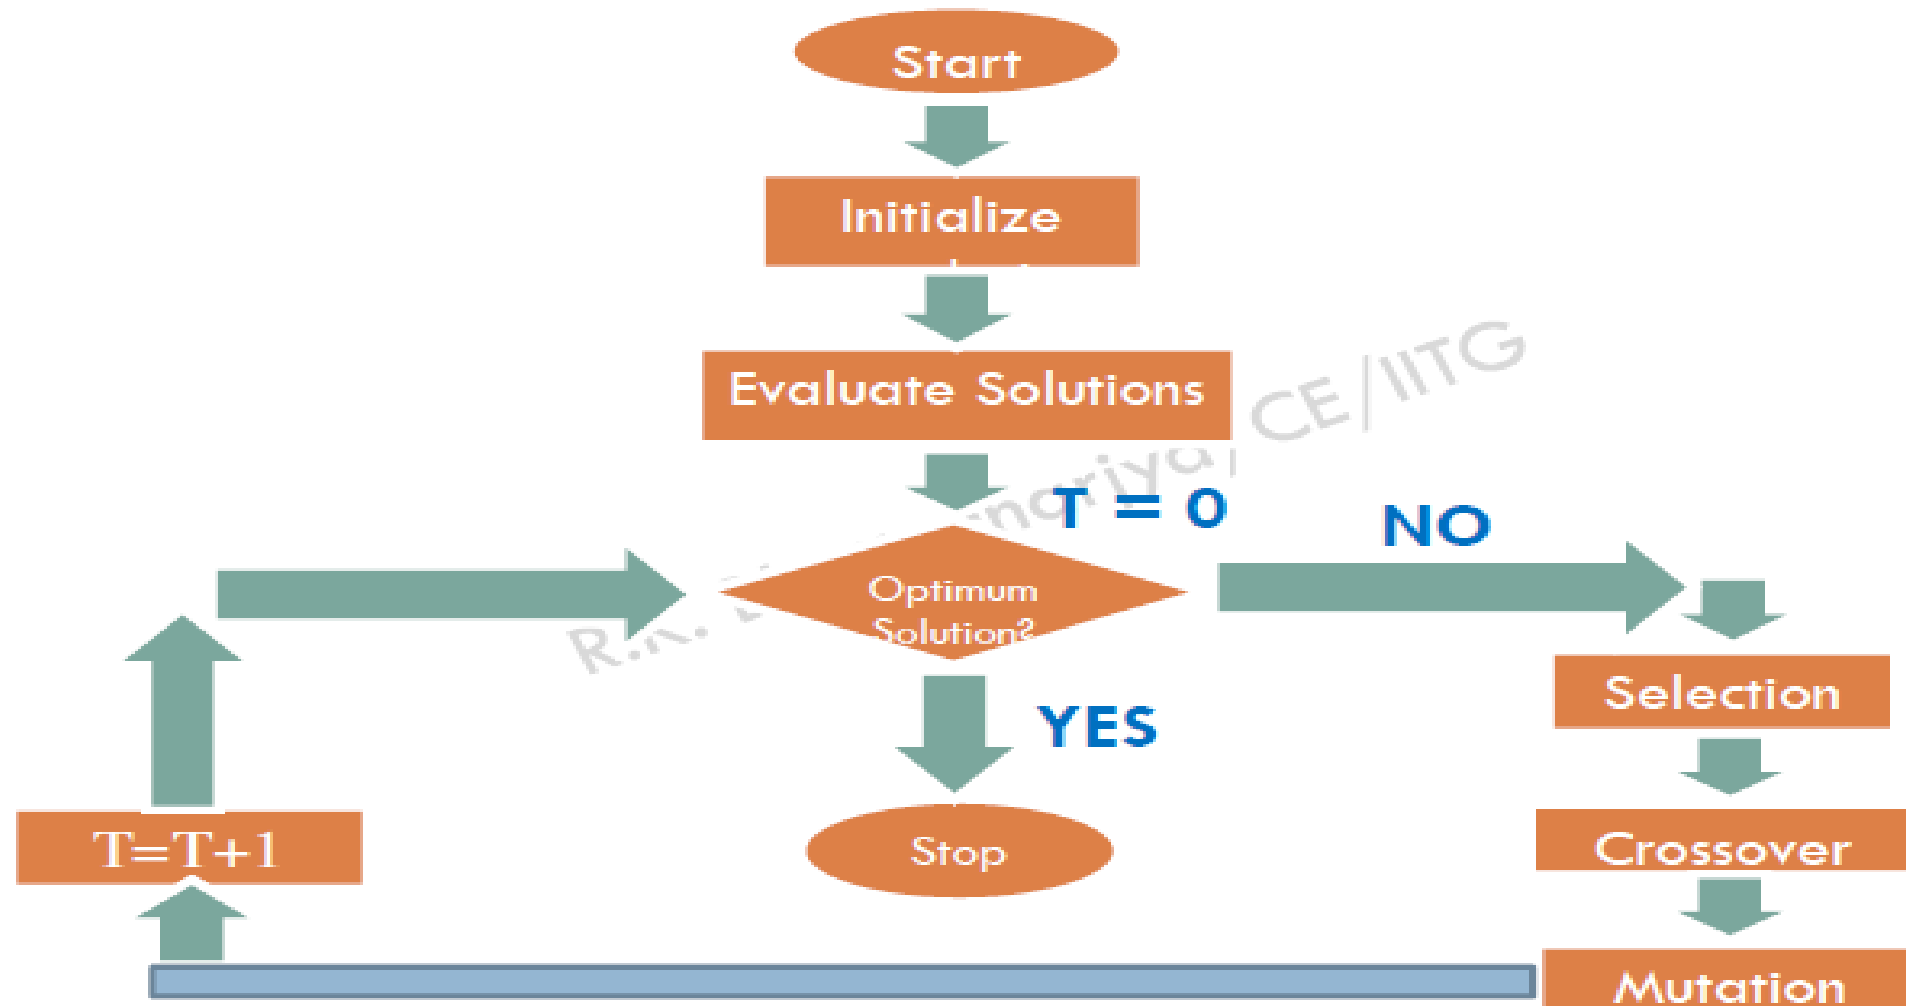 Start
Initialize
Evaluate Solutions
CE/IITG
T = 0
NO
Optimum
Solution?
R.K.
YES
Selection
T=T+1
Stop
Crossover
Mutation